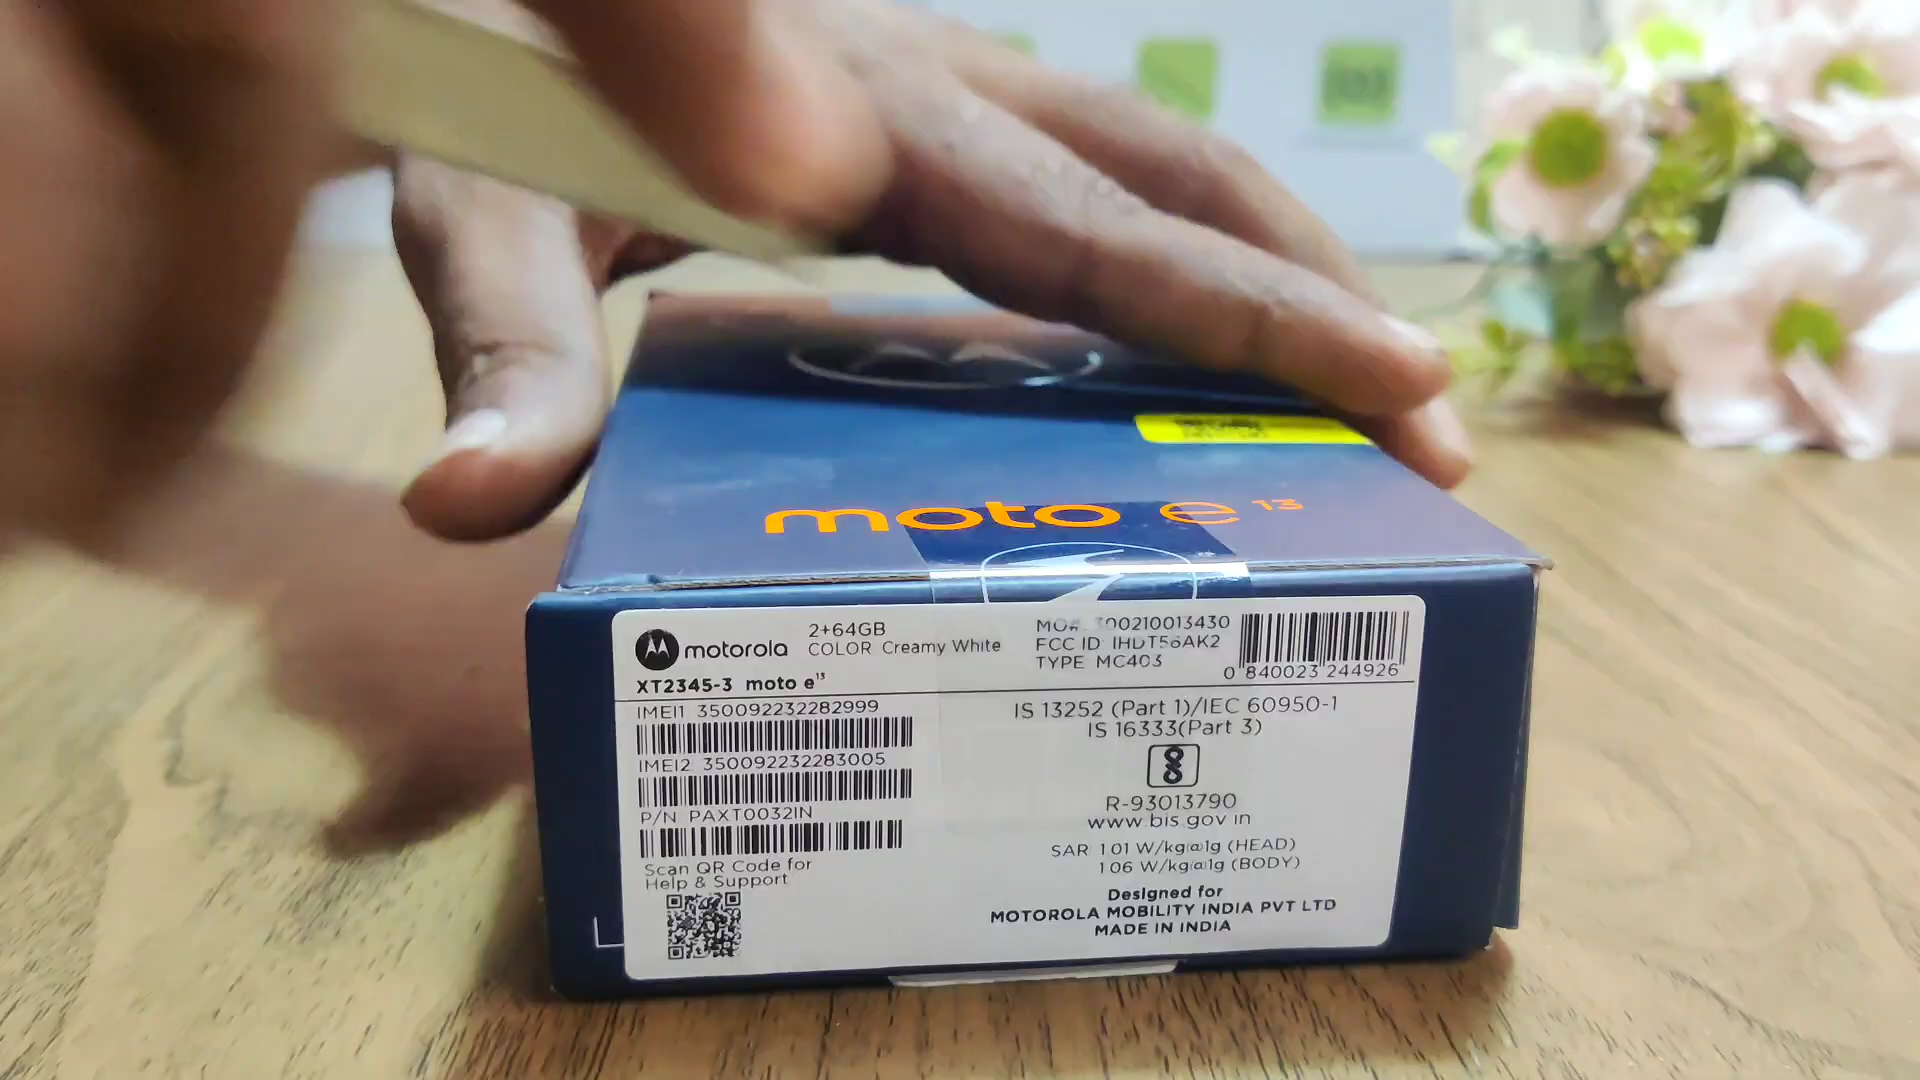 moto e 13
motorola
2+64GB
COLOR Creamy White
XT2345-3 moto e13
MO#. 300210013430
FCC ID IHDT56AK2
TYPE MC403
0 840023 244926
IMEI1 350092232282999
IMEI2 350092232283005
P/N PAXT0032IN
Scan QR Code for
Help & Support
IS 13252 (Part 1)/IEC 60950-1
IS 16333(Part 3)
R-93013790
www.bis.gov in
SAR 1 01 W/kg@1g (HEAD)
1 06 W/kg@1g (BODY)
Designed for
MOTOROLA MOBILITY INDIA PVT LTD
MADE IN INDIA